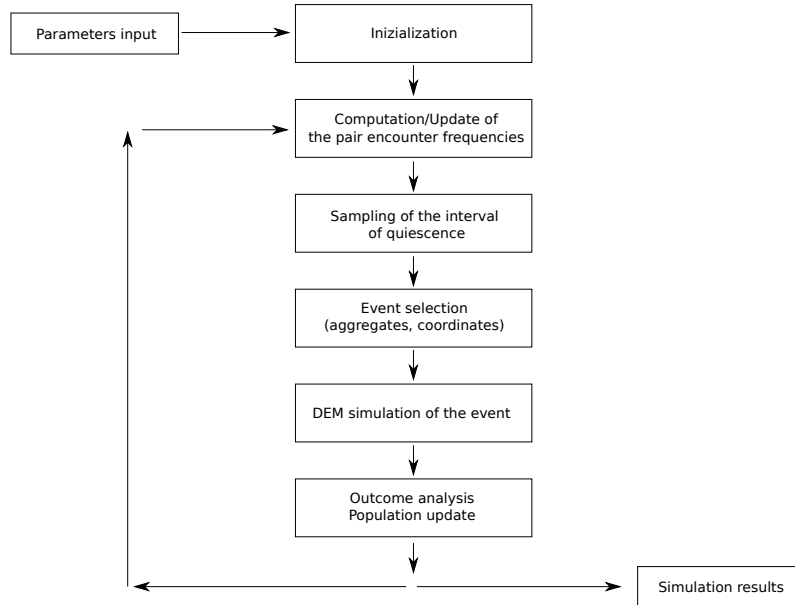 Parameters input
Inizialization
Computation/Update of
the pair encounter frequencies
Sampling of the interval
of quiescence
Event selection
(aggregates, coordinates)
DEM simulation of the event
Outcome analysis
Population update
Simulation results